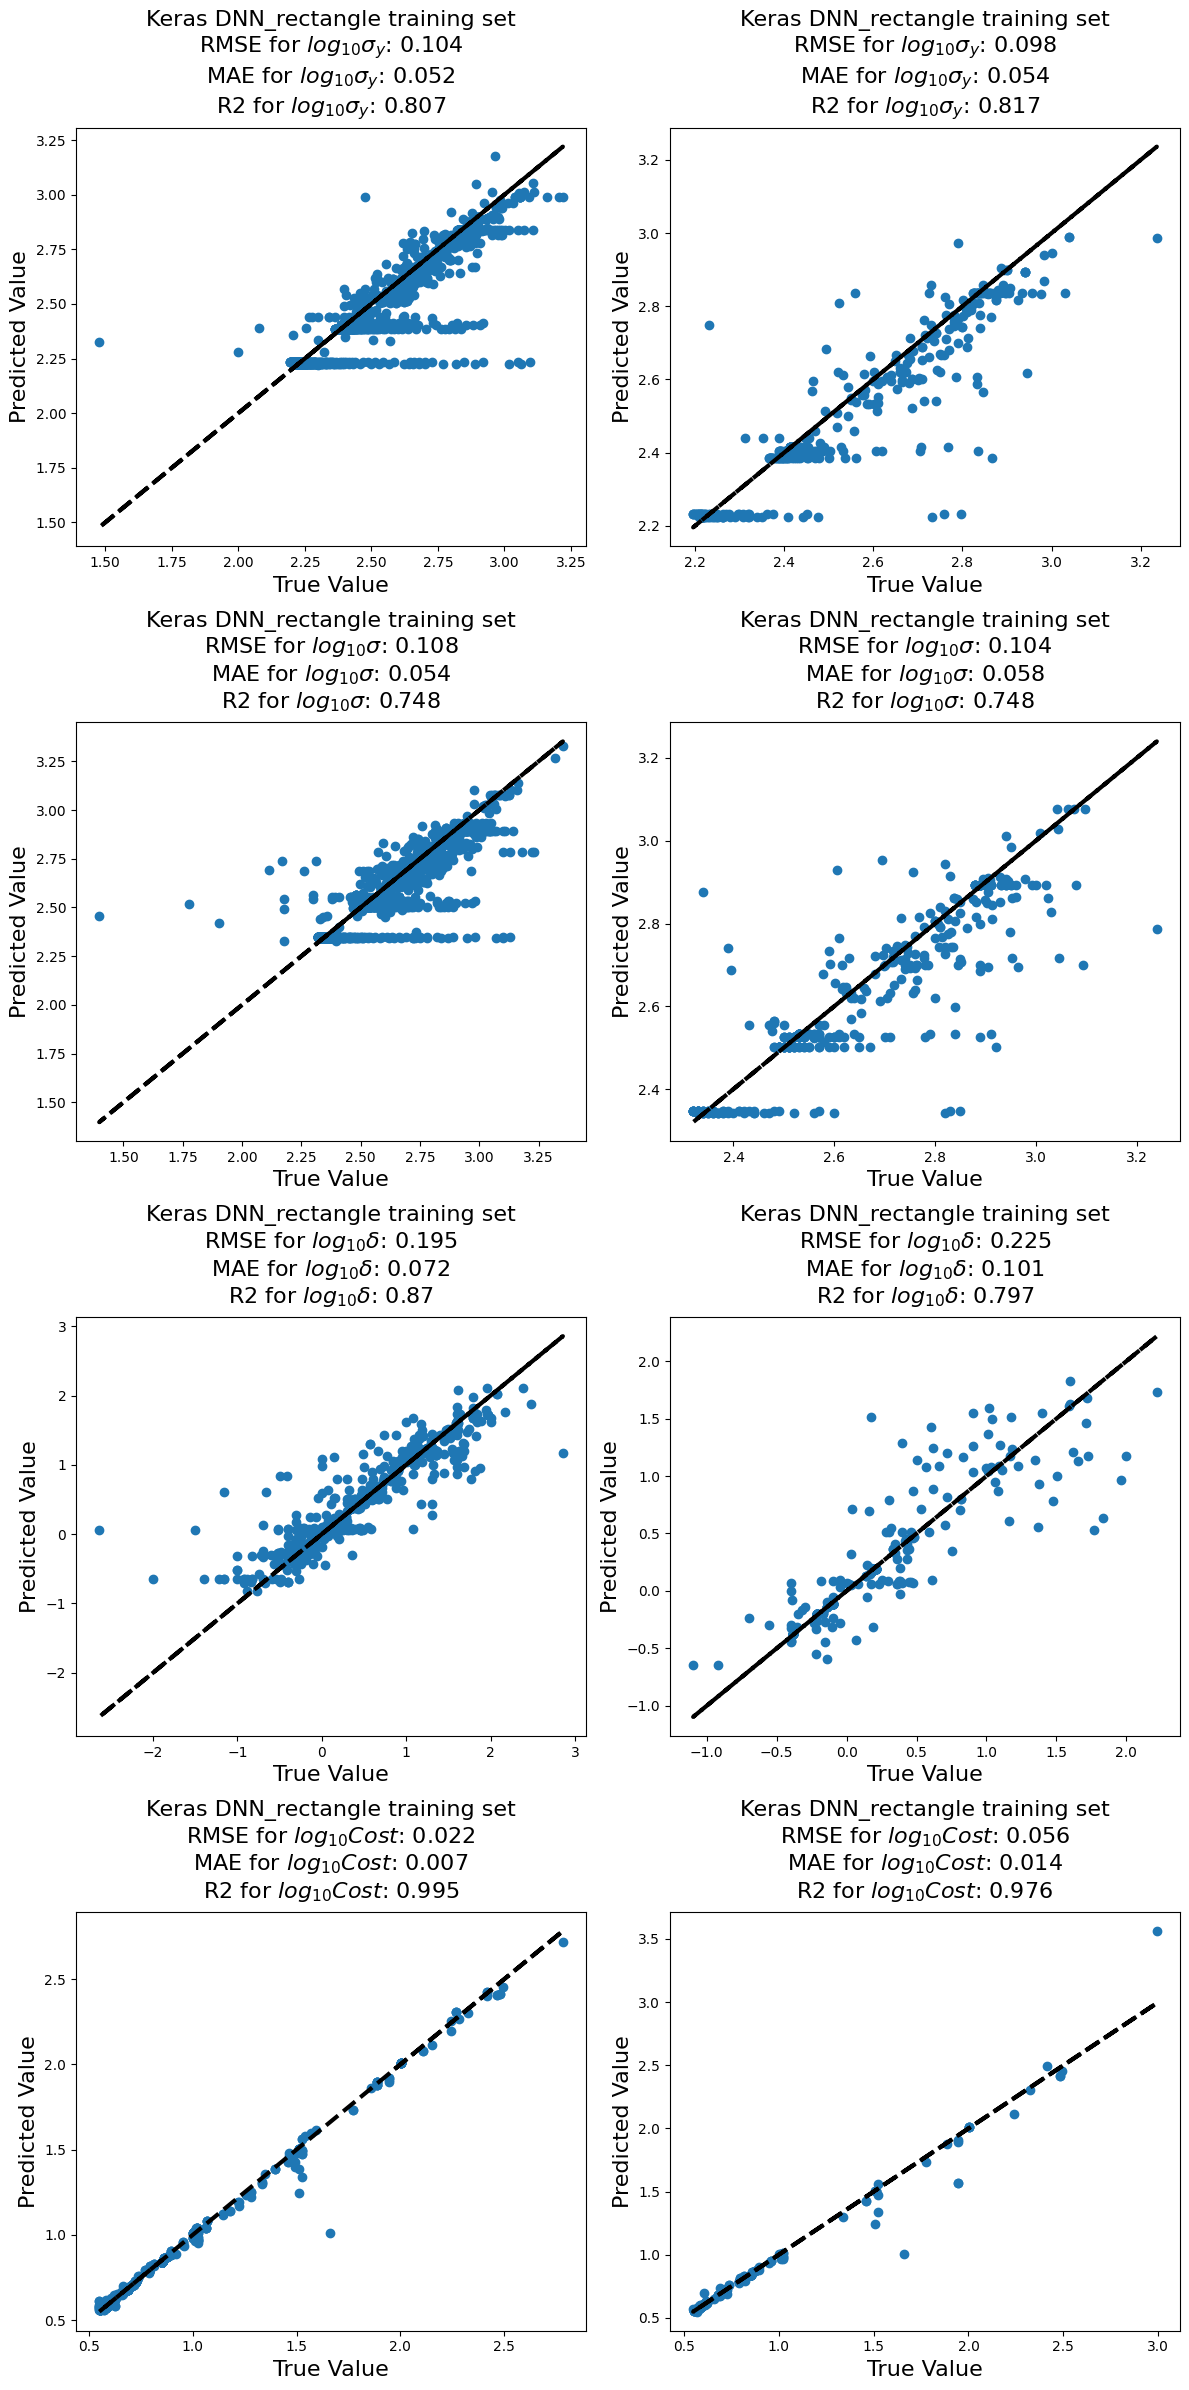 Keras DNN_rectangle training set
RMSE for log₁₀σᵧ: 0.104
MAE for log₁₀σᵧ: 0.052
R2 for log₁₀σᵧ: 0.807
3.25
3.00
2.75
2.50
2.25
2.00
1.75
1.50
Predicted Value
1.50 1.75 2.00 2.25 2.50 2.75 3.00 3.25
True Value
Keras DNN_rectangle training set
RMSE for log₁₀σᵧ: 0.098
MAE for log₁₀σᵧ: 0.054
R2 for log₁₀σᵧ: 0.817
3.2
3.0
2.8
2.6
2.4
2.2
Predicted Value
2.2 2.4 2.6 2.8 3.0 3.2
True Value
Keras DNN_rectangle training set
RMSE for log₁₀σ: 0.108
MAE for log₁₀σ: 0.054
R2 for log₁₀σ: 0.748
3.25
3.00
2.75
2.50
2.25
2.00
1.75
1.50
Predicted Value
1.50 1.75 2.00 2.25 2.50 2.75 3.00 3.25
True Value
Keras DNN_rectangle training set
RMSE for log₁₀σ: 0.104
MAE for log₁₀σ: 0.058
R2 for log₁₀σ: 0.748
3.2
3.0
2.8
2.6
2.4
Predicted Value
2.4 2.6 2.8 3.0 3.2
True Value
Keras DNN_rectangle training set
RMSE for log₁₀δ: 0.195
MAE for log₁₀δ: 0.072
R2 for log₁₀δ: 0.87
3
2
1
0
−1
−2
Predicted Value
−2 −1 0 1 2 3
True Value
Keras DNN_rectangle training set
RMSE for log₁₀δ: 0.225
MAE for log₁₀δ: 0.101
R2 for log₁₀δ: 0.797
2.0
1.5
1.0
0.5
0.0
−0.5
−1.0
Predicted Value
−1.0 −0.5 0.0 0.5 1.0 1.5 2.0
True Value
Keras DNN_rectangle training set
RMSE for log₁₀Cost: 0.022
MAE for log₁₀Cost: 0.007
R2 for log₁₀Cost: 0.995
2.5
2.0
1.5
1.0
0.5
Predicted Value
0.5 1.0 1.5 2.0 2.5
True Value
Keras DNN_rectangle training set
RMSE for log₁₀Cost: 0.056
MAE for log₁₀Cost: 0.014
R2 for log₁₀Cost: 0.976
3.5
3.0
2.5
2.0
1.5
1.0
0.5
Predicted Value
0.5 1.0 1.5 2.0 2.5 3.0
True Value